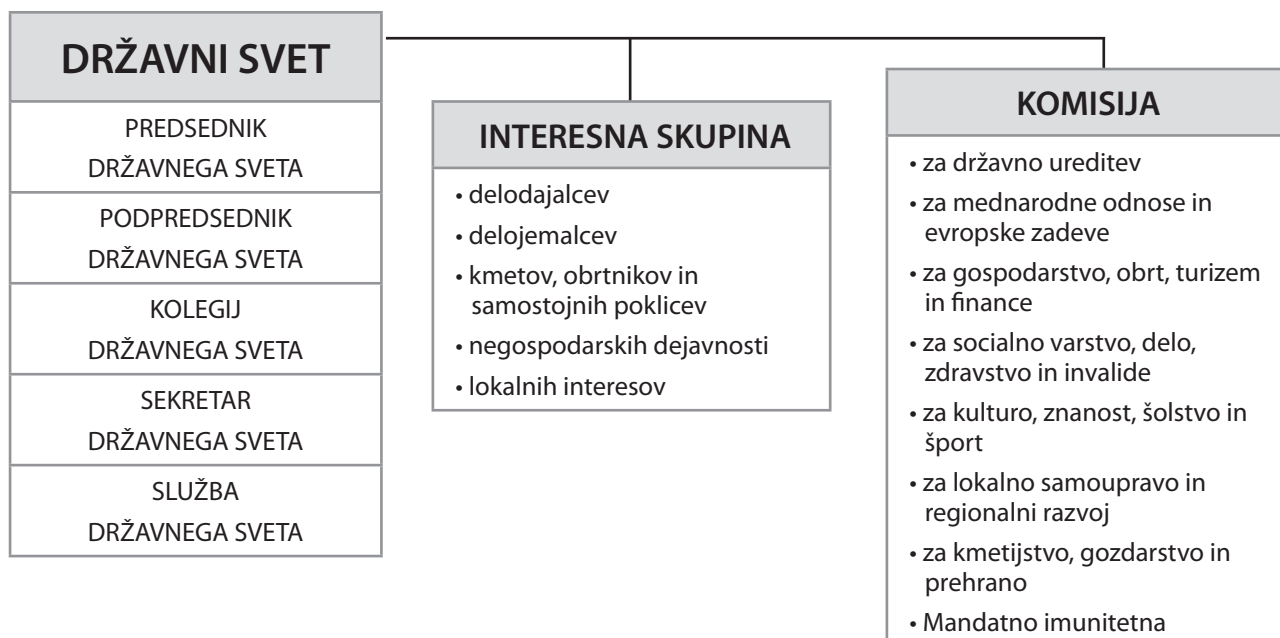 DRŽAVNI SVET
PREDSEDNIK
DRŽAVNEGA SVETA
PODPREDSEDNIK
DRŽAVNEGA SVETA
KOLEGIJ
DRŽAVNEGA SVETA
SEKRETAR
DRŽAVNEGA SVETA
SLUŽBA
DRŽAVNEGA SVETA
INTERESNA SKUPINA
• delodajalcev
• delojemalcev
• kmetov, obrtnikov in
samostojnih poklicev
• negospodarskih dejavnosti
• lokalnih interesov
KOMISIJA
• za državno ureditev
• za mednarodne odnose in
evropske zadeve
• za gospodarstvo, obrt, turizem
in finance
• za socialno varstvo, delo,
zdravstvo in invalide
• za kulturo, znanost, šolstvo in
šport
• za lokalno samoupravo in
regionalni razvoj
• za kmetijstvo, gozdarstvo in
prehrano
• Mandatno imunitetna